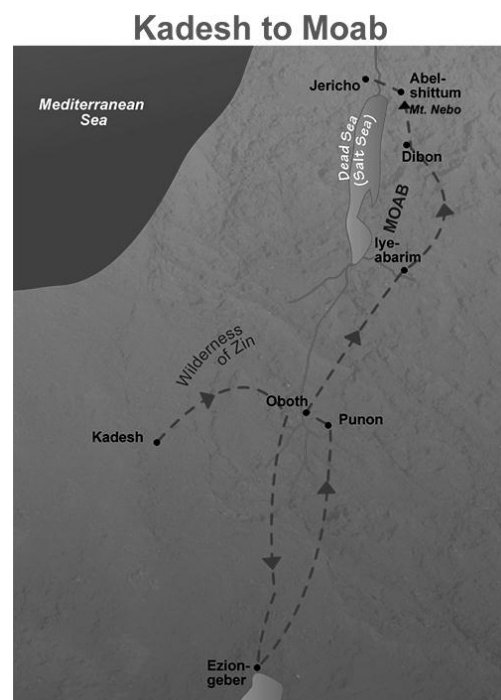 Kadesh to Moab
Mediterranean
Sea
Jericho
Abel-
shittum
Mt. Nebo
Dead Sea
(Salt Sea)
Dibon
MOAB
Iye-
abarim
Wilderness
of Zin
Oboth
Punon
Kadesh
Ezion-
geber